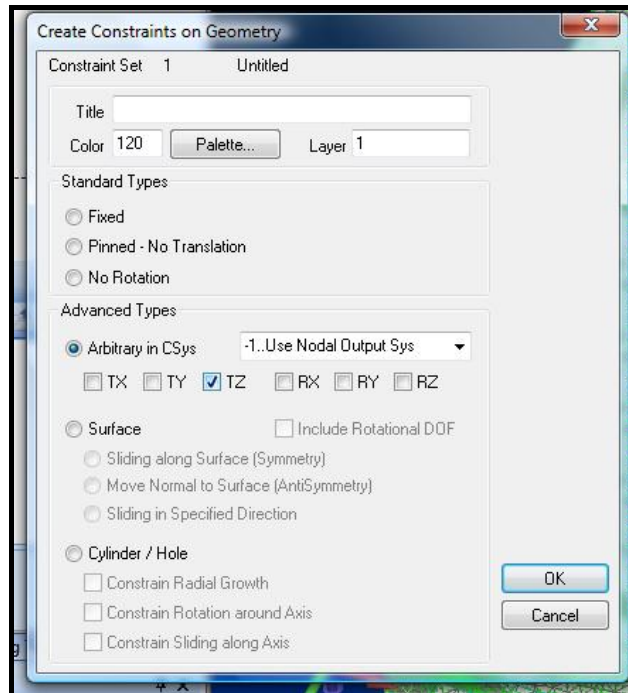 Create Constraints on Geometry
Constraint Set 1 Untitled
Title
Color 120 Palette... Layer 1
Standard Types
Fixed
Pinned - No Translation
No Rotation
Advanced Types
Arbitrary in CSys -1..Use Nodal Output Sys
TX TY TZ RX RY RZ
Surface Include Rotational DOF
Sliding along Surface (Symmetry)
Move Normal to Surface (AntiSymmetry)
Sliding in Specified Direction
Cylinder / Hole
Constrain Radial Growth
OK
Constrain Rotation around Axis
Cancel
Constrain Sliding along Axis